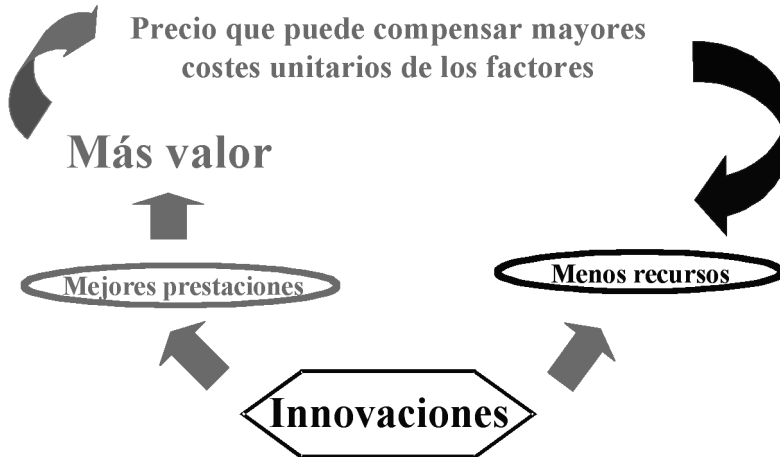 Precio que puede compensar mayores
costes unitarios de los factores
Más valor
Mejores prestaciones
Menos recursos
Innovaciones